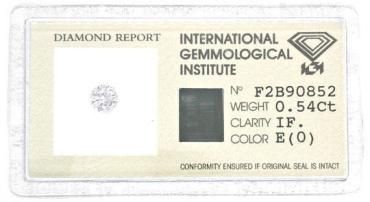 DIAMOND REPORT
INTERNATIONAL
GEMMOLOGICAL
INSTITUTE
Nº F2B90852
WEIGHT 0.54Ct
CLARITY IF.
COLOR E(0)
CONFORMITY ENSURED IF ORIGINAL SEAL IS INTACT